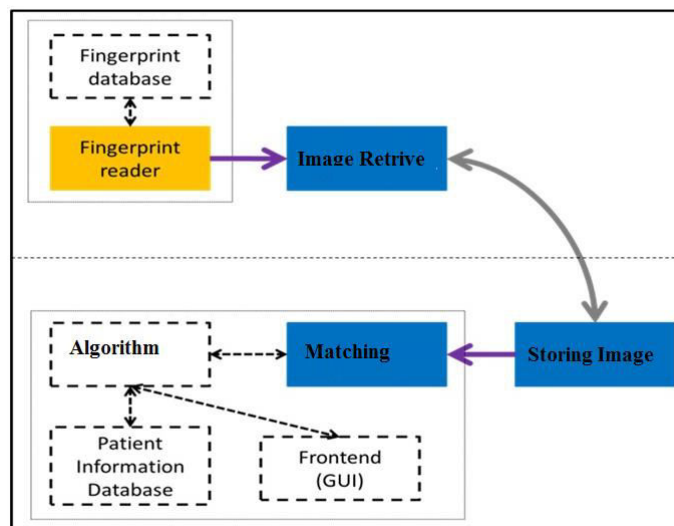 Fingerprint
database
Fingerprint
reader
Image Retrive
Algorithm
Matching
Storing Image
Patient
Information
Database
Frontend
(GUI)